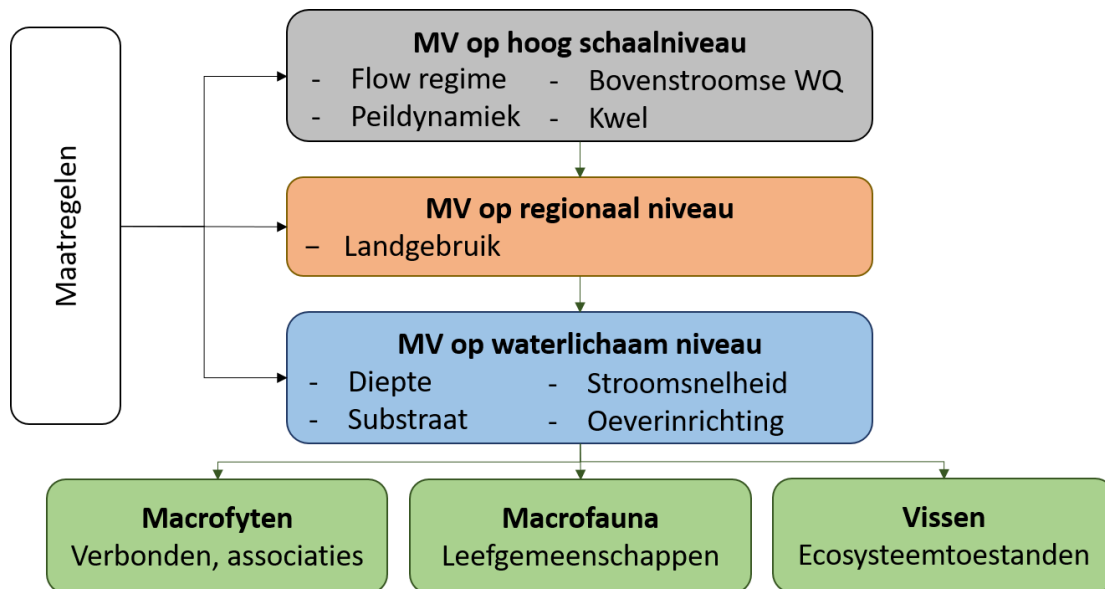 Maatregelen
MV op hoog schaalniveau
- Flow regime - Bovenstroomse WQ
- Peildynamiek - Kwel
MV op regionaal niveau
– Landgebruik
MV op waterlichaam niveau
- Diepte - Stroomsnelheid
- Substraat - Oeverinrichting
Macrofyten
Verbonden, associaties
Macrofauna
Leefgemeenschappen
Vissen
Ecosysteemtoestanden